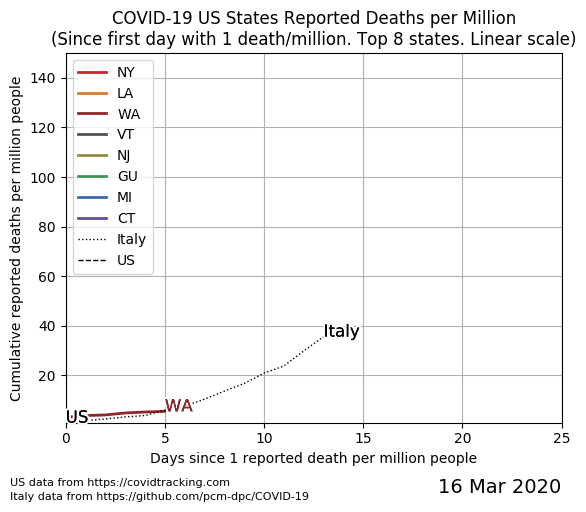 COVID-19 US States Reported Deaths per Million
(Since first day with 1 death/million. Top 8 states. Linear scale)
Cumulative reported deaths per million people
140
120
100
80
60
40
20
NY
LA
WA
VT
NJ
GU
MI
CT
Italy
US
Italy
WA
US
0 5 10 15 20 25
Days since 1 reported death per million people
US data from https://covidtracking.com
Italy data from https://github.com/pcm-dpc/COVID-19
16 Mar 2020